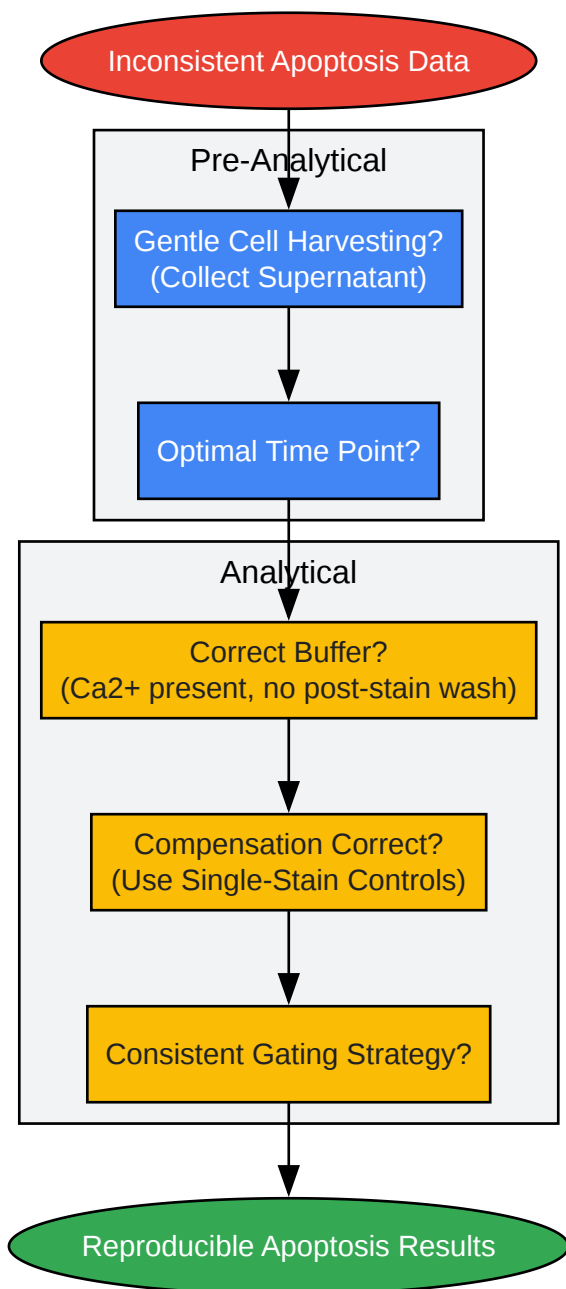 Inconsistent Apoptosis Data
Pre-Analytical
Gentle Cell Harvesting?
(Collect Supernatant)
Optimal Time Point?
Analytical
Correct Buffer?
(Ca2+ present, no post-stain wash)
Compensation Correct?
(Use Single-Stain Controls)
Consistent Gating Strategy?
Reproducible Apoptosis Results